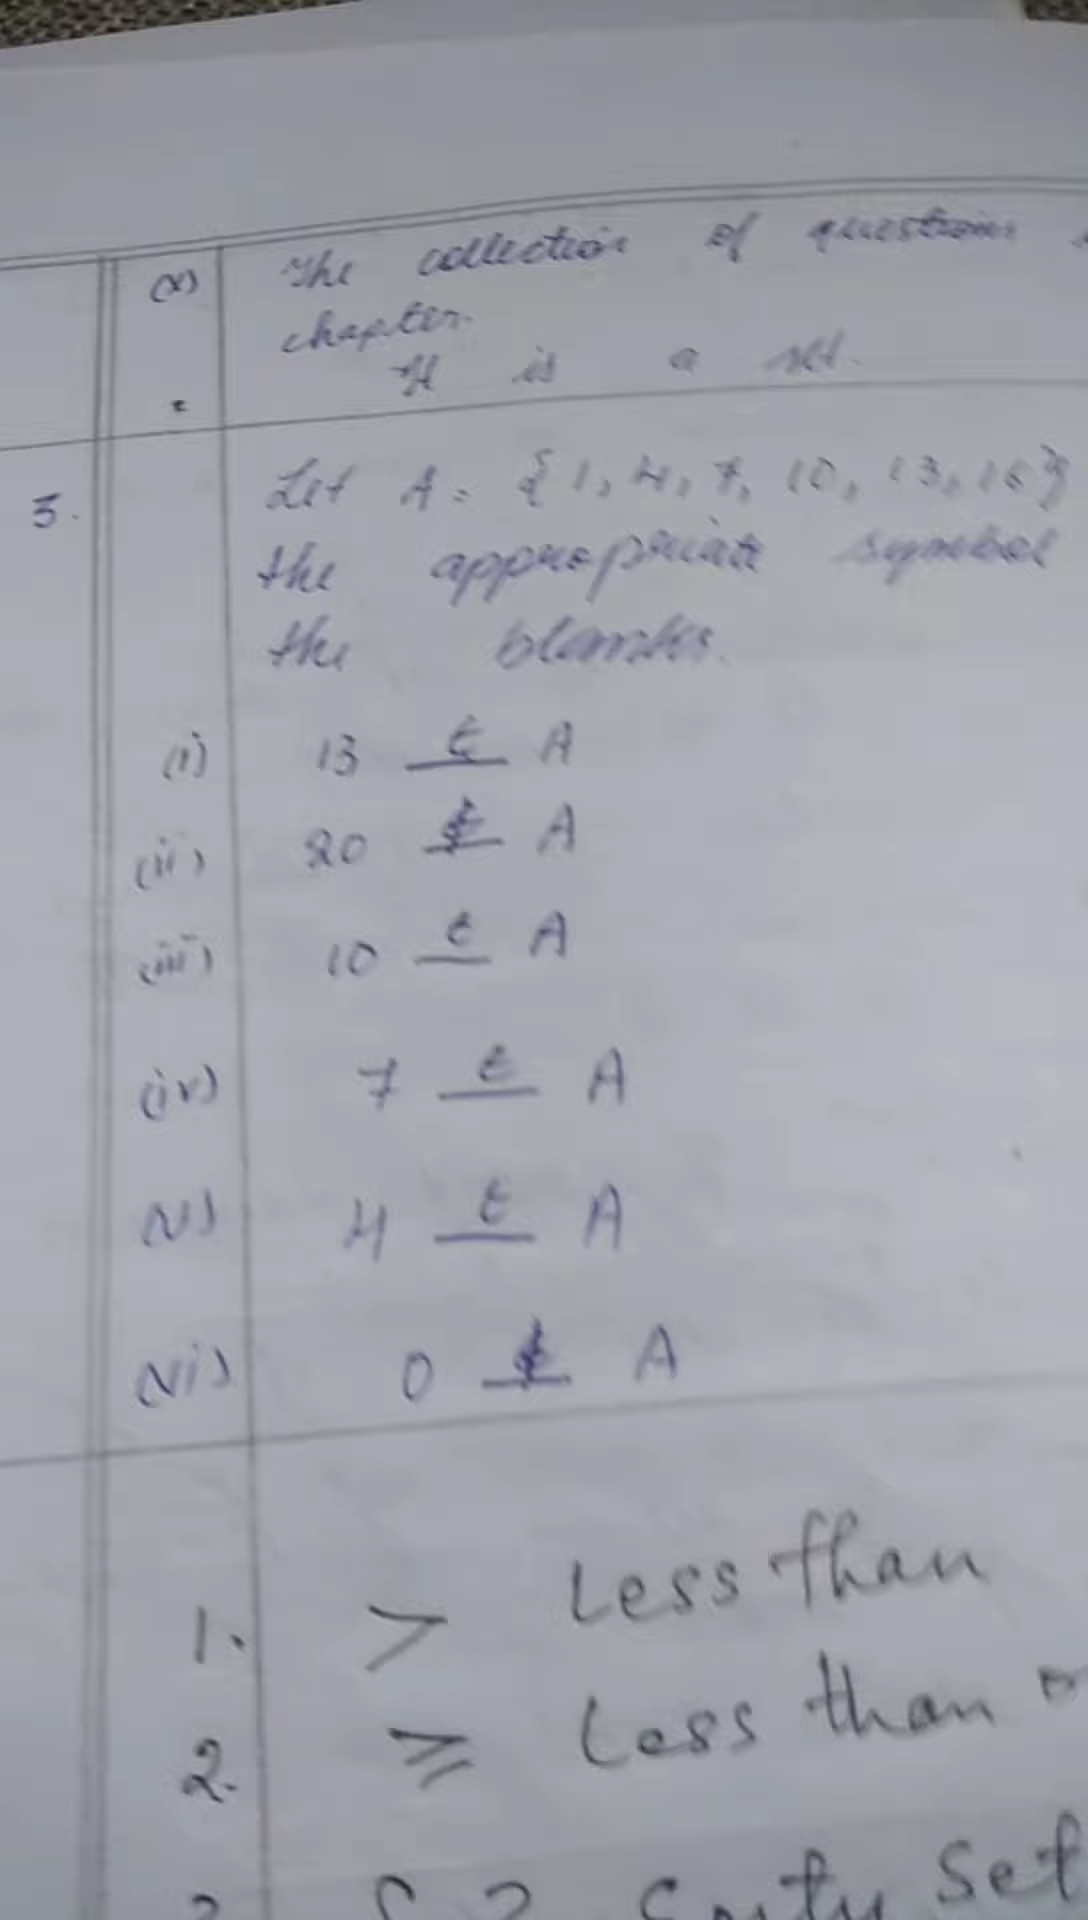 (x) The collection of questions
chapter.
It is a set.
3. Let A = {1, 4, 7, 10, 13, 16}
the appropriate symbol
the blanks.
(i) 13 ∈ A
(ii) 20 ∉ A
(iii) 10 ∈ A
(iv) 7 ∈ A
(v) 4 ∈ A
(vi) 0 ∉ A
1. > Less than
2. ≥ Less than or
Set